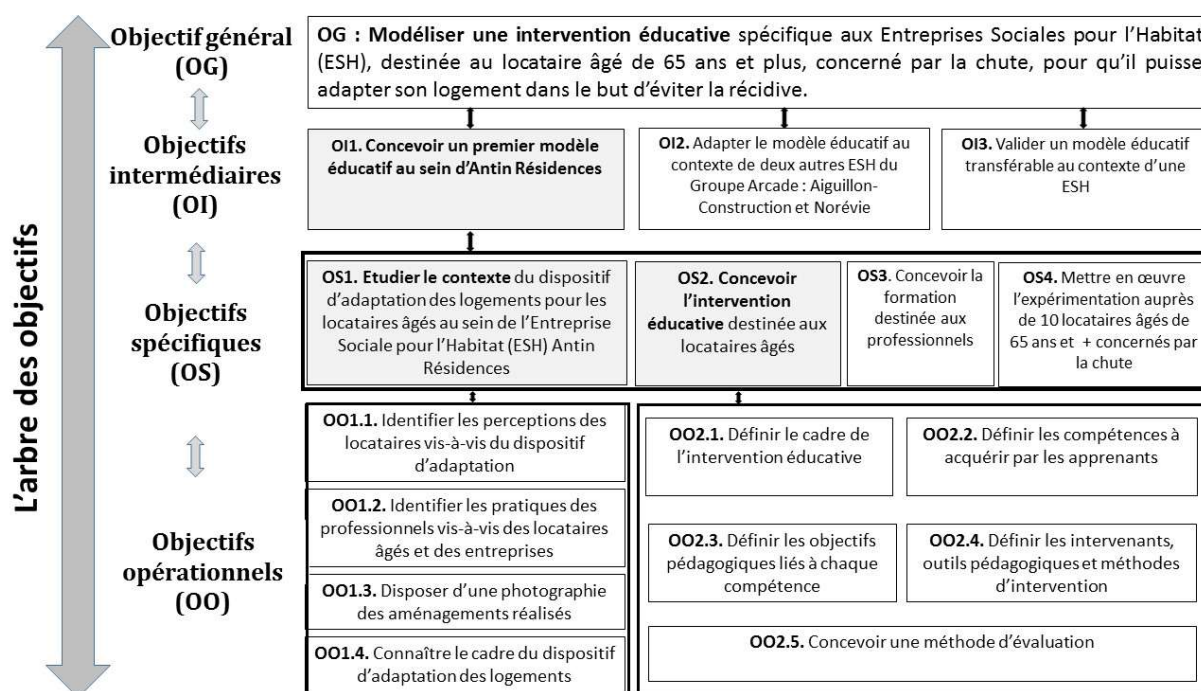 L'arbre des objectifs
Objectif général
(OG)
OG : Modéliser une intervention éducative spécifique aux Entreprises Sociales pour l'Habitat
(ESH), destinée au locataire âgé de 65 ans et plus, concerné par la chute, pour qu'il puisse
adapter son logement dans le but d'éviter la récidive.
Objectifs
intermédiaires
(OI)
OI1. Concevoir un premier modèle
éducatif au sein d'Antin Résidences
OI2. Adapter le modèle éducatif au
contexte de deux autres ESH du
Groupe Arcade : Aiguillon-
Construction et Norévie
OI3. Valider un modèle éducatif
transférable au contexte d'une
ESH
Objectifs
spécifiques
(OS)
OS1. Etudier le contexte du dispositif
d'adaptation des logements pour les
locataires âgés au sein de l'Entreprise
Sociale pour l'Habitat (ESH) Antin
Résidences
OS2. Concevoir
l'intervention
éducative destinée aux
locataires âgés
OS3. Concevoir la
formation
destinée aux
professionnels
OS4. Mettre en œuvre
l'expérimentation auprès
de 10 locataires âgés de
65 ans et + concernés par
la chute
Objectifs
opérationnels
(OO)
OO1.1. Identifier les perceptions des
locataires vis-à-vis du dispositif
d'adaptation
OO1.2. Identifier les pratiques des
professionnels vis-à-vis des locataires
âgés et des entreprises
OO1.3. Disposer d'une photographie
des aménagements réalisés
OO1.4. Connaître le cadre du dispositif
d'adaptation des logements
OO2.1. Définir le cadre de
l'intervention éducative
OO2.2. Définir les compétences à
acquérir par les apprenants
OO2.3. Définir les objectifs
pédagogiques liés à chaque
compétence
OO2.4. Définir les intervenants,
outils pédagogiques et méthodes
d'intervention
OO2.5. Concevoir une méthode d'évaluation